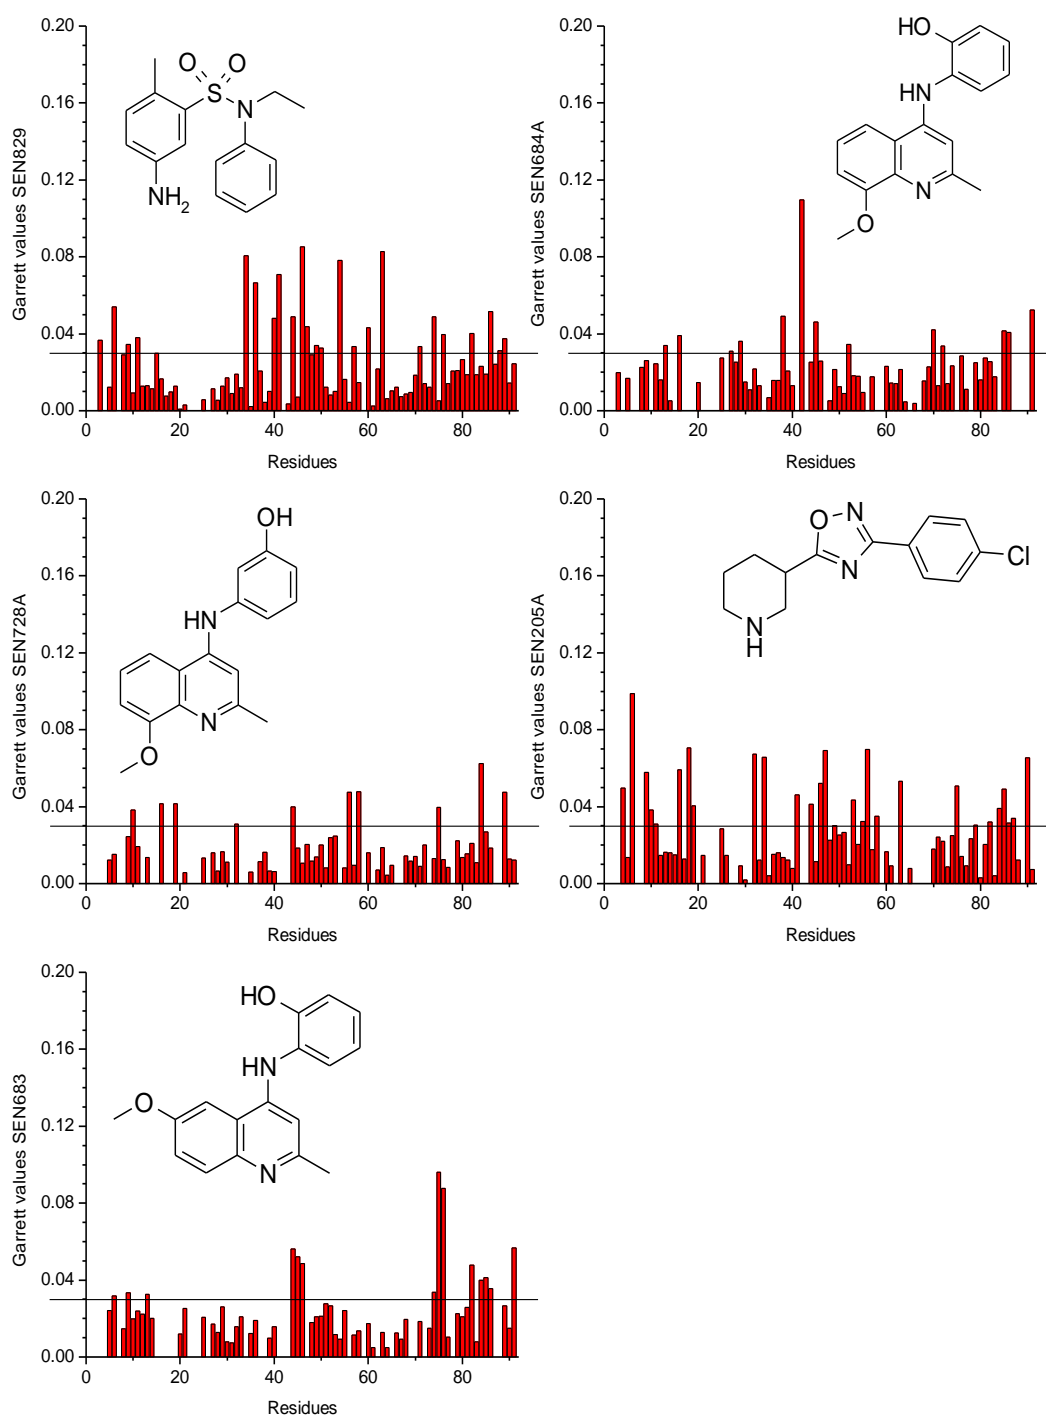 Garrett values SEN829
0.20
0.16
0.12
0.08
0.04
0.00
0 20 40 60 80
Residues
O O
S
N
NH2
Garrett values SEN684A
0.20
0.16
0.12
0.08
0.04
0.00
0 20 40 60 80
Residues
HO
HN
N
O
Garrett values SEN728A
0.20
0.16
0.12
0.08
0.04
0.00
0 20 40 60 80
Residues
OH
HN
N
O
Garrett values SEN205A
0.20
0.16
0.12
0.08
0.04
0.00
0 20 40 60 80
Residues
O N
N
Cl
N
H
Garrett values SEN683
0.20
0.16
0.12
0.08
0.04
0.00
0 20 40 60 80
Residues
HO
HN
O
N